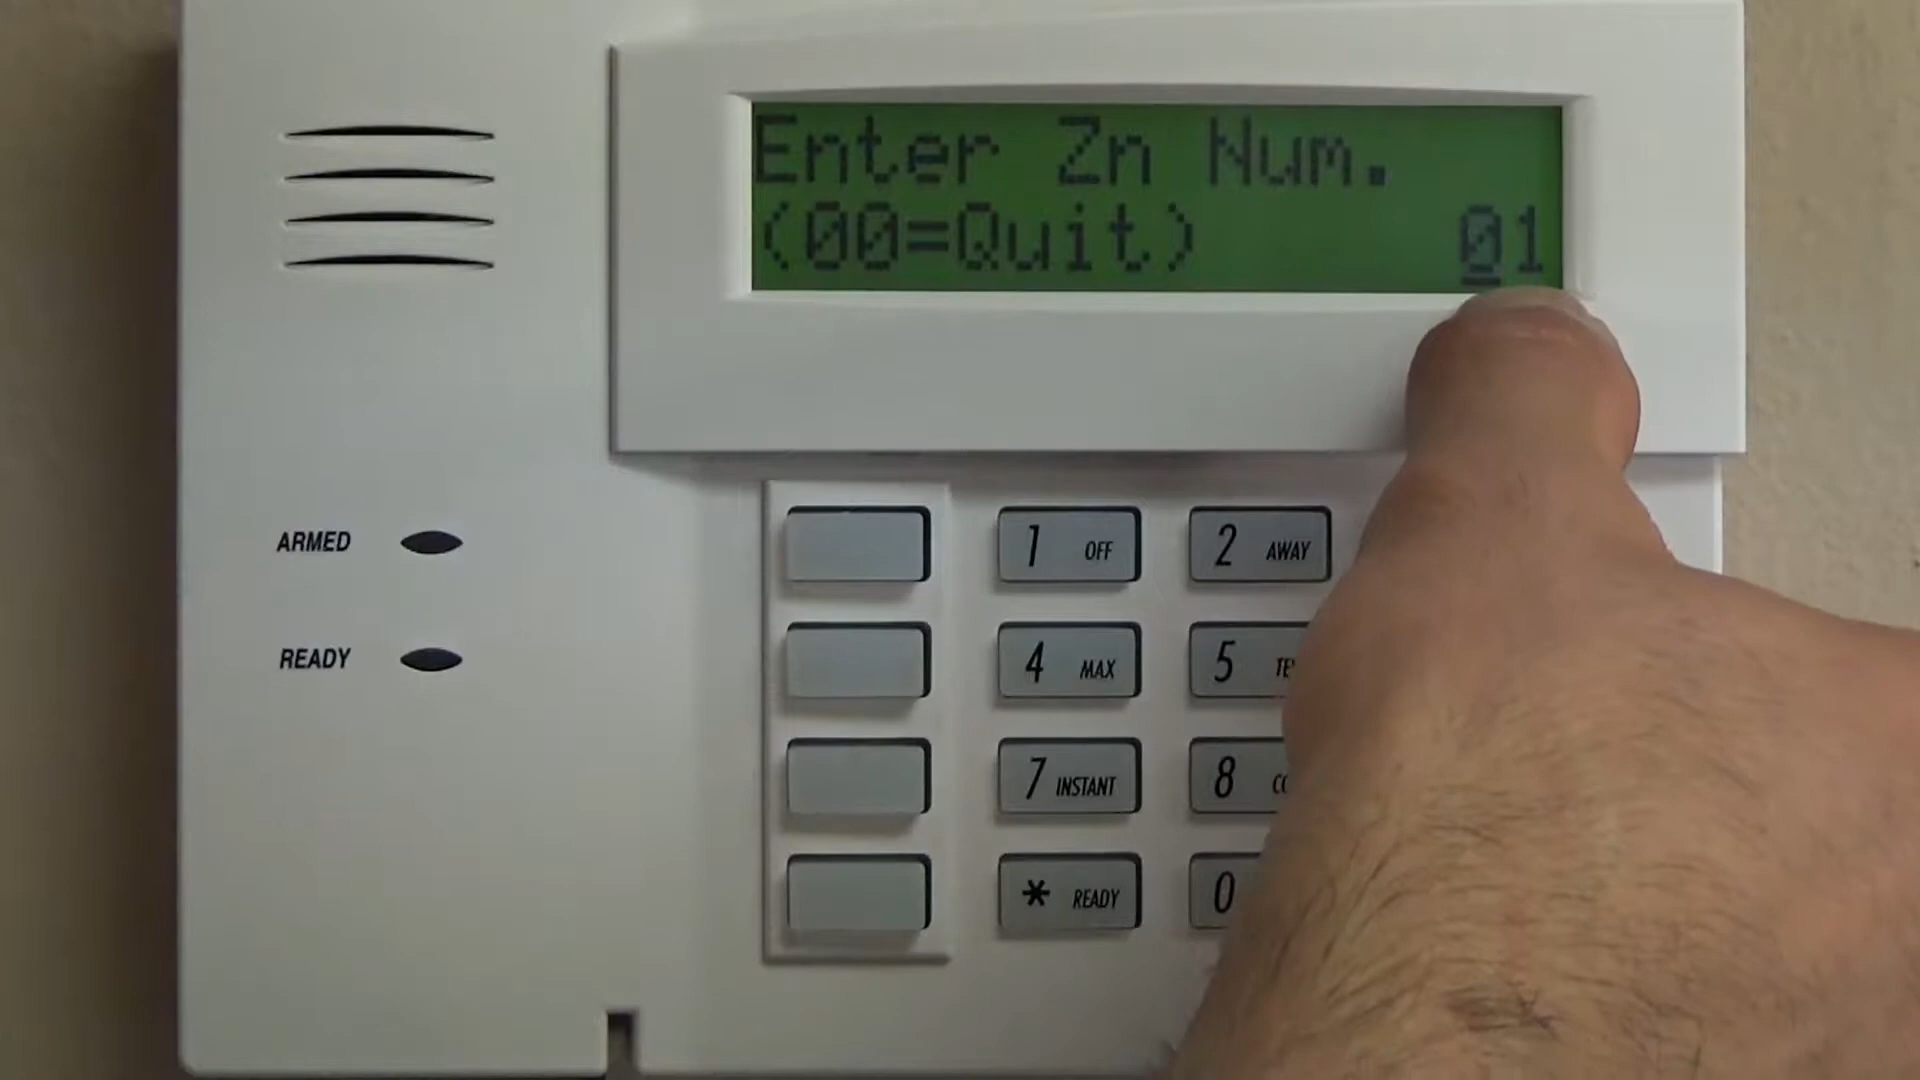 Enter Zn Num.
(00=Quit) 01
ARMED
READY
1 OFF
2 AWAY
4 MAX
5
7 INSTANT
8
* READY
0